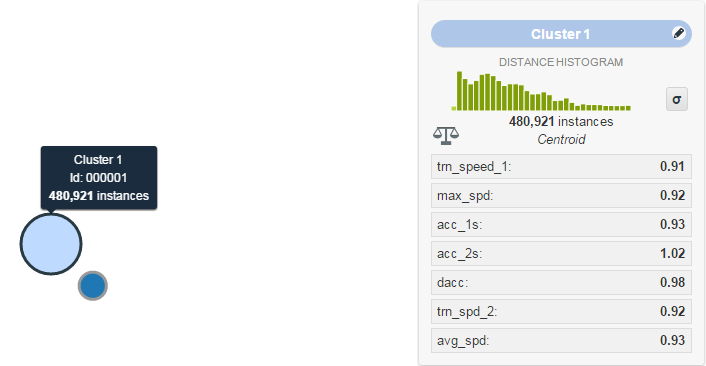 Cluster 1
Id: 000001
480,921 instances
Cluster 1
DISTANCE HISTOGRAM
σ
480,921 instances
Centroid
trn_speed_1: 0.91
max_spd: 0.92
acc_1s: 0.93
acc_2s: 1.02
dacc: 0.98
trn_spd_2: 0.92
avg_spd: 0.93